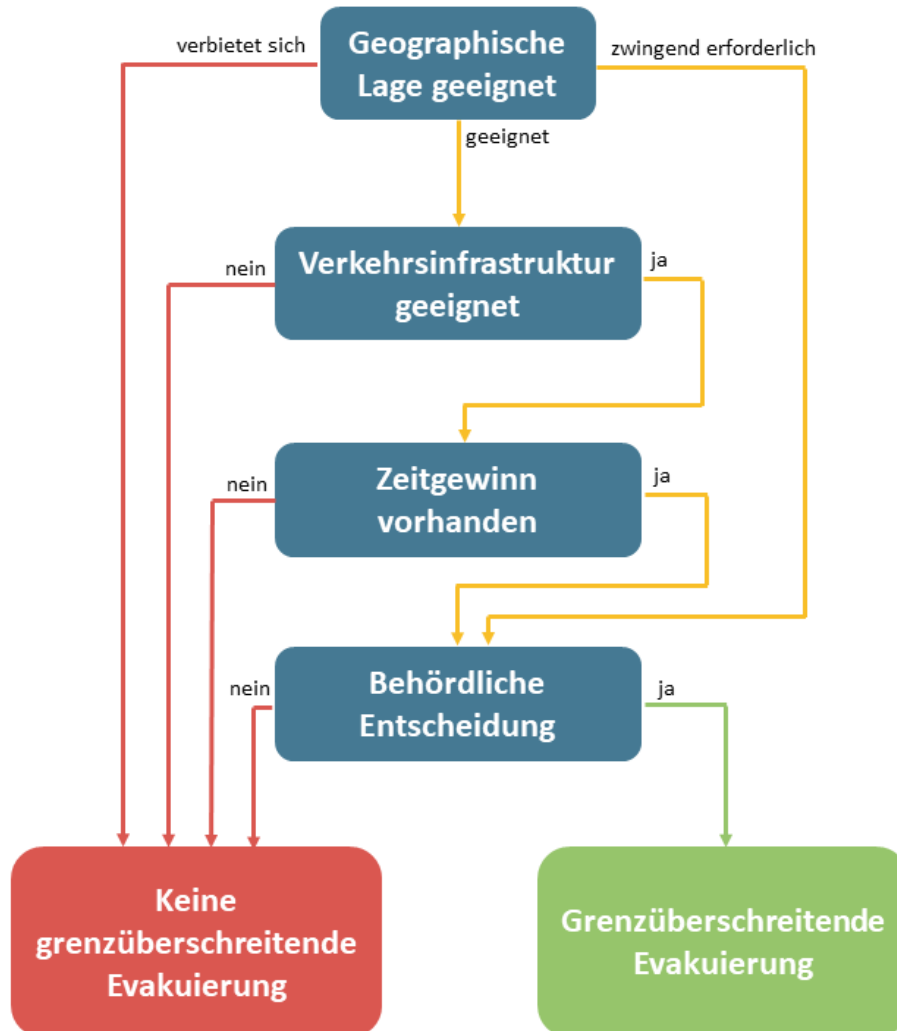 verbietet sich
Geographische
Lage geeignet
zwingend erforderlich
geeignet
nein
Verkehrsinfrastruktur
geeignet
ja
nein
Zeitgewinn
vorhanden
ja
nein
Behördliche
Entscheidung
ja
Keine
grenzüberschreitende
Evakuierung
Grenzüberschreitende
Evakuierung